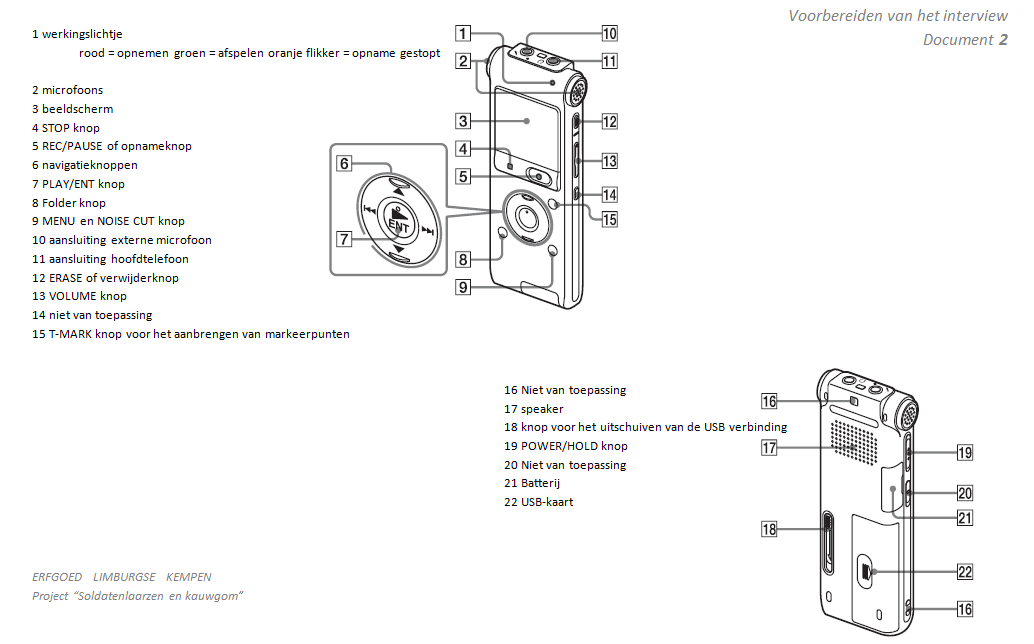 Voorbereiden van het interview
Document 2
1 werkingslichtje
rood = opnemen groen = afspelen oranje flikker = opname gestopt
2 microfoons
3 beeldscherm
4 STOP knop
5 REC/PAUSE of opnameknop
6 navigatieknoppen
7 PLAY/ENT knop
8 Folder knop
9 MENU en NOISE CUT knop
10 aansluiting externe microfoon
11 aansluiting hoofdtelefoon
12 ERASE of verwijderknop
13 VOLUME knop
14 niet van toepassing
15 T-MARK knop voor het aanbrengen van markeerpunten
1
2
3
4
5
6
ENT
7
8
9
10
11
12
13
14
15
16 Niet van toepassing
17 speaker
18 knop voor het uitschuiven van de USB verbinding
19 POWER/HOLD knop
20 Niet van toepassing
21 Batterij
22 USB-kaart
16
17
18
19
20
21
22
16
ERFGOED LIMBURGSE KEMPEN
Project “Soldatenlaarzen en kauwgom”